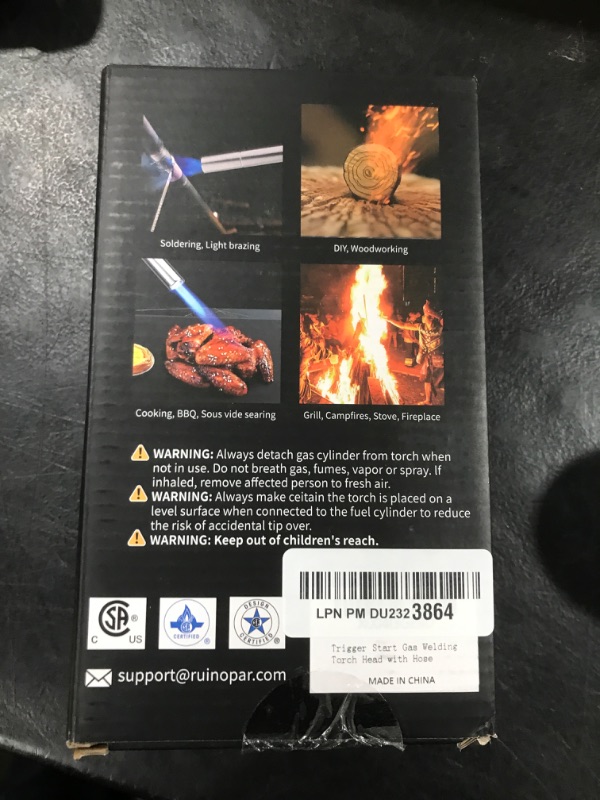 Soldering, Light brazing
DIY, Woodworking
Cooking, BBQ, Sous vide searing
Grill, Campfires, Stove, Fireplace
WARNING: Always detach gas cylinder from torch when
not in use. Do not breath gas, fumes, vapor or spray. If
inhaled, remove affected person to fresh air.
WARNING: Always make ceitain the torch is placed on a
level surface when connected to the fuel cylinder to reduce
the risk of accidental tip over.
WARNING: Keep out of children's reach.
LPN PM DU2323864
SA ®
C US
CERTIFIED ®
DESIGN
CERTIFIED ®
Trigger Start Gas Welding
Torch Head with Hose
MADE IN CHINA
support@ruinopar.com